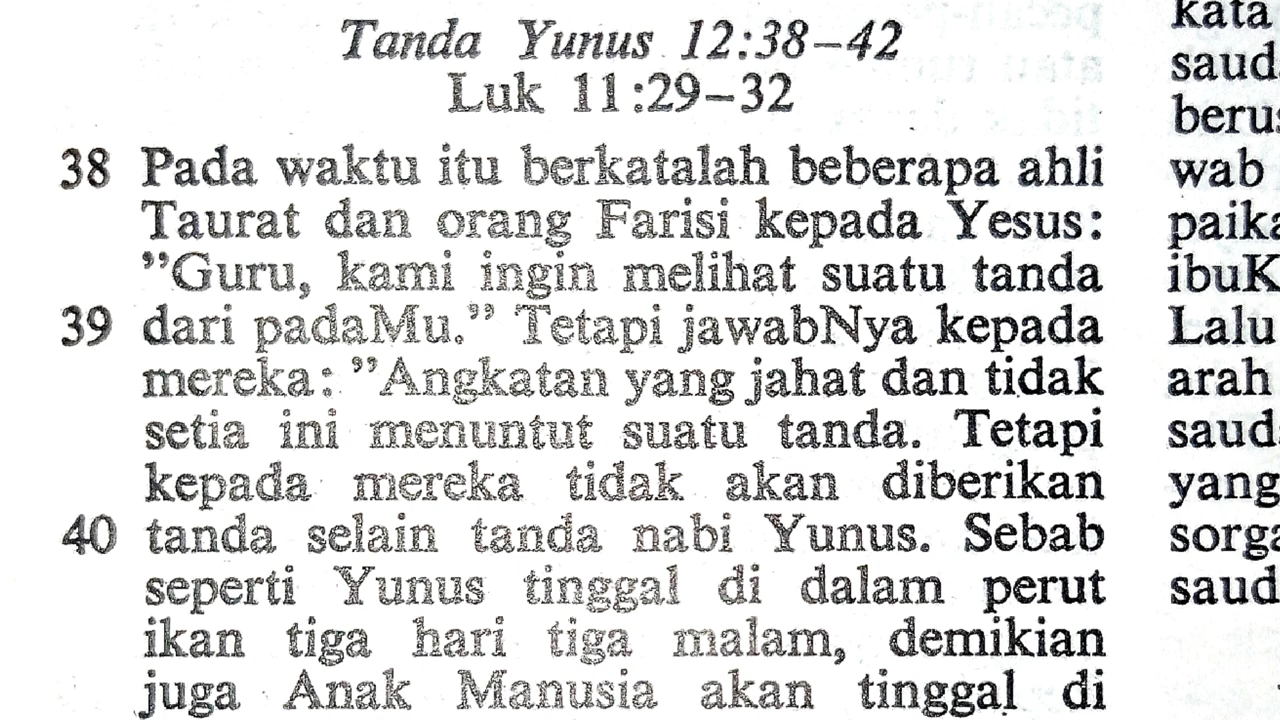 Tanda Yunus 12:38–42
Luk 11:29–32
38 Pada waktu itu berkatalah beberapa ahli
Taurat dan orang Farisi kepada Yesus:
”Guru, kami ingin melihat suatu tanda
39 dari padaMu.” Tetapi jawabNya kepada
mereka: ”Angkatan yang jahat dan tidak
setia ini menuntut suatu tanda. Tetapi
kepada mereka tidak akan diberikan
40 tanda selain tanda nabi Yunus. Sebab
seperti Yunus tinggal di dalam perut
ikan tiga hari tiga malam, demikian
juga Anak Manusia akan tinggal di
kata
saud
berus
wab
paika
ibuK
Lalu
arah
saud
yang
sorga
saud